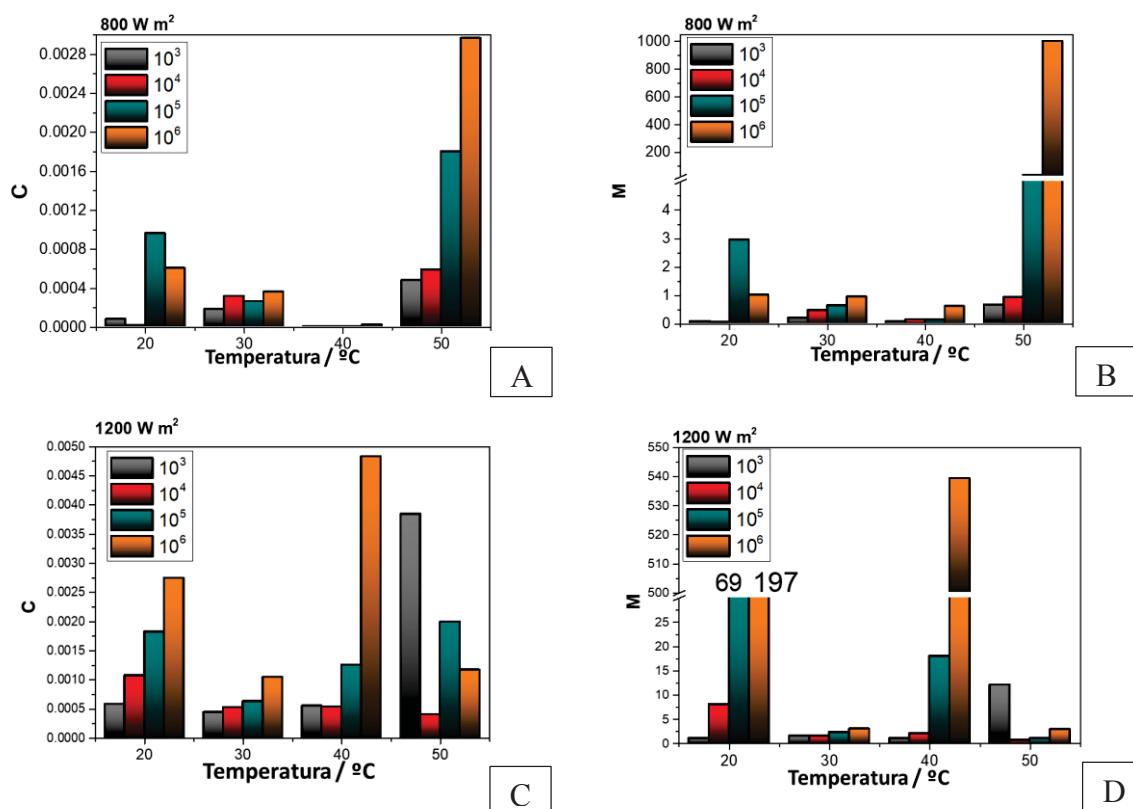 800 W m²
10³
10⁴
10⁵
10⁶
0.0028
0.0024
0.0020
0.0016
0.0012
0.0008
0.0004
0.0000
C
20 30 40 50
Temperatura / ºC
A
800 W m²
10³
10⁴
10⁵
10⁶
1000
800
600
400
200
4
3
2
1
0
M
20 30 40 50
Temperatura / ºC
B
1200 W m²
10³
10⁴
10⁵
10⁶
0.0050
0.0045
0.0040
0.0035
0.0030
0.0025
0.0020
0.0015
0.0010
0.0005
0.0000
C
20 30 40 50
Temperatura / ºC
C
1200 W m²
10³
10⁴
10⁵
10⁶
550
540
530
520
510
500
25
20
15
10
5
0
M
69 197
20 30 40 50
Temperatura / ºC
D